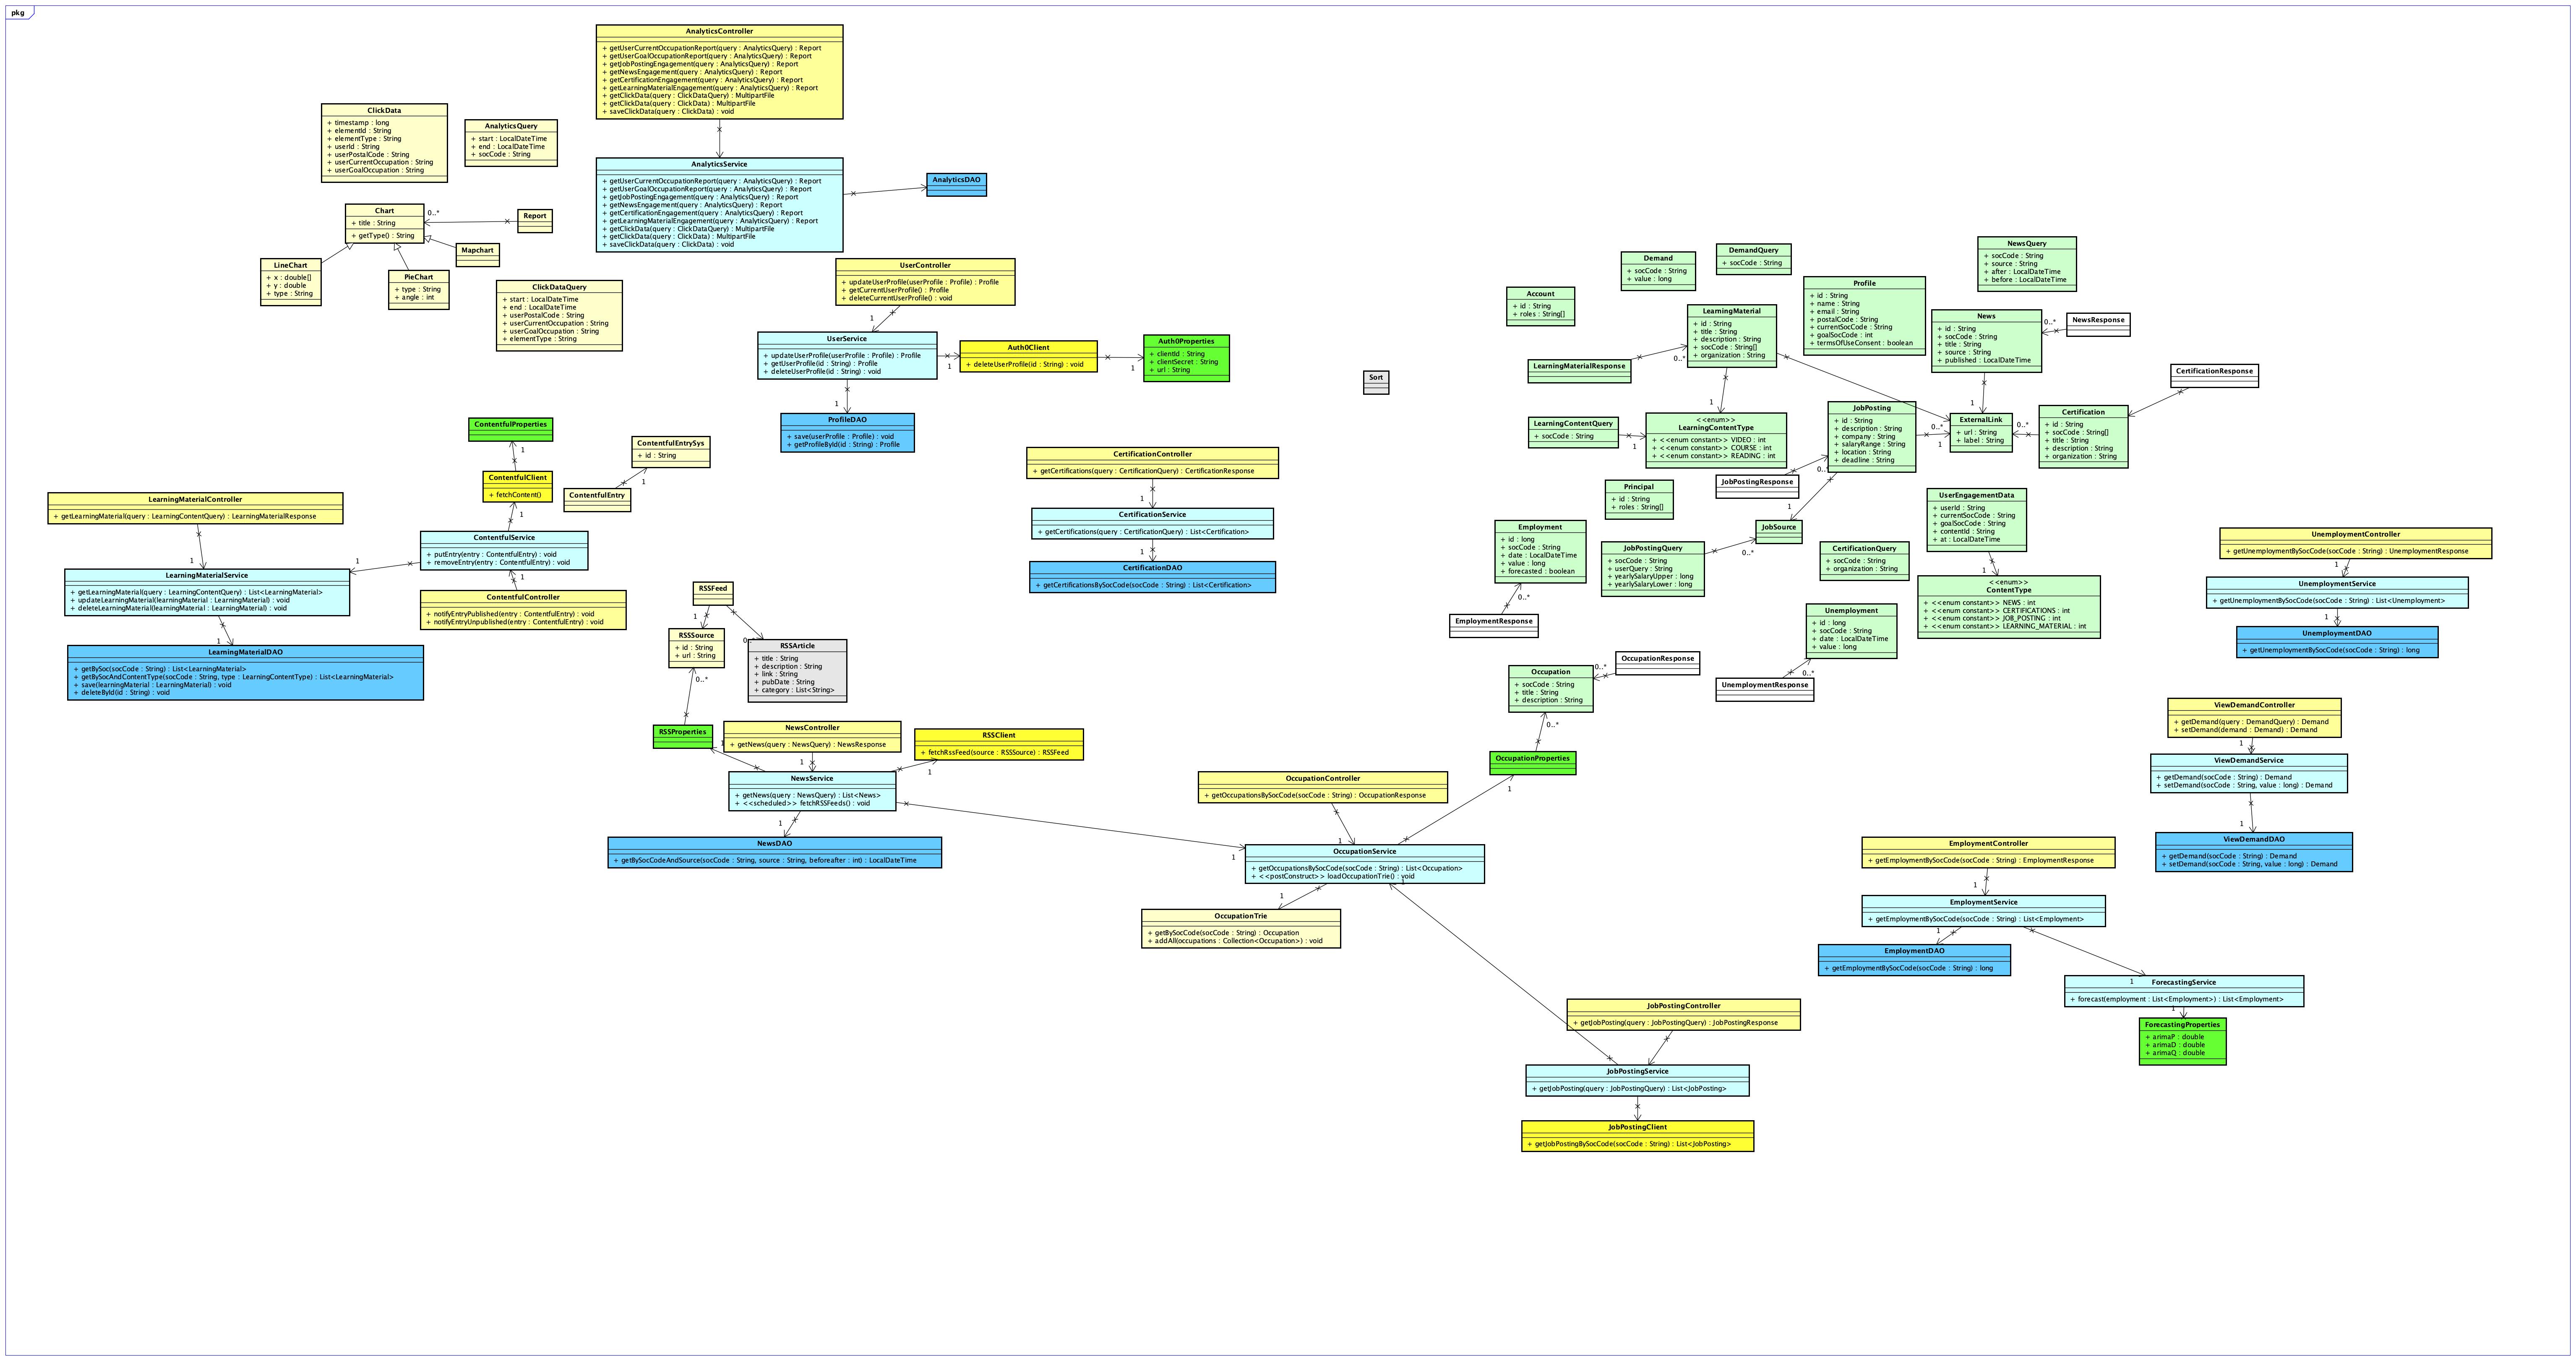 pkg
AnalyticsController
+ getUserCurrentOccupationReport(query : AnalyticsQuery) : Report
+ getUserGoalOccupationReport(query : AnalyticsQuery) : Report
+ getJobPostingEngagement(query : AnalyticsQuery) : Report
+ getNewsEngagement(query : AnalyticsQuery) : Report
+ getCertificationEngagement(query : AnalyticsQuery) : Report
+ getLearningMaterialEngagement(query : AnalyticsQuery) : Report
+ getClickData(query : ClickDataQuery) : MultipartFile
+ getClickData(query : ClickData) : MultipartFile
+ saveClickData(query : ClickData) : void
ClickData
+ timestamp : long
+ elementId : String
+ elementType : String
+ userId : String
+ userPostalCode : String
+ userCurrentOccupation : String
+ userGoalOccupation : String
AnalyticsQuery
+ start : LocalDateTime
+ end : LocalDateTime
+ socCode : String
AnalyticsService
+ getUserCurrentOccupationReport(query : AnalyticsQuery) : Report
+ getUserGoalOccupationReport(query : AnalyticsQuery) : Report
+ getJobPostingEngagement(query : AnalyticsQuery) : Report
+ getNewsEngagement(query : AnalyticsQuery) : Report
+ getCertificationEngagement(query : AnalyticsQuery) : Report
+ getLearningMaterialEngagement(query : AnalyticsQuery) : Report
+ getClickData(query : ClickDataQuery) : MultipartFile
+ getClickData(query : ClickData) : MultipartFile
+ saveClickData(query : ClickData) : void
AnalyticsDAO
Chart
+ title : String
+ getType() : String
0..*
Report
Mapchart
LineChart
+ x : double[]
+ y : double
+ type : String
PieChart
+ type : String
+ angle : int
ClickDataQuery
+ start : LocalDateTime
+ end : LocalDateTime
+ userPostalCode : String
+ userCurrentOccupation : String
+ userGoalOccupation : String
+ elementType : String
UserController
+ updateUserProfile(userProfile : Profile) : Profile
+ getCurrentUserProfile() : Profile
+ deleteCurrentUserProfile() : void
1
UserService
+ updateUserProfile(userProfile : Profile) : Profile
+ getUserProfile(id : String) : Profile
+ deleteUserProfile(id : String) : void
1
Auth0Client
+ deleteUserProfile(id : String) : void
1
Auth0Properties
+ clientId : String
+ clientSecret : String
+ url : String
1
ProfileDAO
+ save(userProfile : Profile) : void
+ getProfileById(id : String) : Profile
Sort
Demand
+ socCode : String
+ value : long
DemandQuery
+ socCode : String
NewsQuery
+ socCode : String
+ source : String
+ after : LocalDateTime
+ before : LocalDateTime
Account
+ id : String
+ roles : String[]
LearningMaterial
+ id : String
+ title : String
+ description : String
+ socCode : String[]
+ organization : String
Profile
+ id : String
+ name : String
+ email : String
+ postalCode : String
+ currentSocCode : String
+ goalSocCode : int
+ termsOfUseConsent : boolean
News
+ id : String
+ socCode : String
+ title : String
+ source : String
+ published : LocalDateTime
0..*
NewsResponse
LearningMaterialResponse
0..*
CertificationResponse
1
1
LearningContentQuery
+ socCode : String
1
<<enum>>
LearningContentType
+ <<enum constant>> VIDEO : int
+ <<enum constant>> COURSE : int
+ <<enum constant>> READING : int
JobPosting
+ id : String
+ description : String
+ company : String
+ salaryRange : String
+ location : String
+ deadline : String
0..*
1
ExternalLink
+ url : String
+ label : String
0..*
Certification
+ id : String
+ socCode : String[]
+ title : String
+ description : String
+ organization : String
JobPostingResponse
0..
1
Principal
+ id : String
+ roles : String[]
JobSource
UserEngagementData
+ userId : String
+ currentSocCode : String
+ goalSocCode : String
+ contentId : String
+ at : LocalDateTime
1
Employment
+ id : long
+ socCode : String
+ date : LocalDateTime
+ value : long
+ forecasted : boolean
0..*
EmploymentResponse
JobPostingQuery
+ socCode : String
+ userQuery : String
+ yearlySalaryUpper : long
+ yearlySalaryLower : long
0..*
CertificationQuery
+ socCode : String
+ organization : String
<<enum>>
ContentType
+ <<enum constant>> NEWS : int
+ <<enum constant>> CERTIFICATIONS : int
+ <<enum constant>> JOB_POSTING : int
+ <<enum constant>> LEARNING_MATERIAL : int
Unemployment
+ id : long
+ socCode : String
+ date : LocalDateTime
+ value : long
0..*
UnemploymentResponse
UnemploymentController
+ getUnemploymentBySocCode(socCode : String) : UnemploymentResponse
1
UnemploymentService
+ getUnemploymentBySocCode(socCode : String) : List<Unemployment>
1
UnemploymentDAO
+ getUnemploymentBySocCode(socCode : String) : long
ContentfulProperties
1
ContentfulClient
+ fetchContent()
1
ContentfulEntrySys
+ id : String
1
ContentfulEntry
LearningMaterialController
+ getLearningMaterial(query : LearningContentQuery) : LearningMaterialResponse
1
ContentfulService
+ putEntry(entry : ContentfulEntry) : void
+ removeEntry(entry : ContentfulEntry) : void
1
1
LearningMaterialService
+ getLearningMaterial(query : LearningContentQuery) : List<LearningMaterial>
+ updateLearningMaterial(learningMaterial : LearningMaterial) : void
+ deleteLearningMaterial(learningMaterial : LearningMaterial) : void
1
ContentfulController
+ notifyEntryPublished(entry : ContentfulEntry) : void
+ notifyEntryUnpublished(entry : ContentfulEntry) : void
LearningMaterialDAO
+ getBySoc(socCode : String) : List<LearningMaterial>
+ getBySocAndContentType(socCode : String, type : LearningContentType) : List<LearningMaterial>
+ save(learningMaterial : LearningMaterial) : void
+ deleteById(id : String) : void
CertificationController
+ getCertifications(query : CertificationQuery) : CertificationResponse
1
CertificationService
+ getCertifications(query : CertificationQuery) : List<Certification>
1
CertificationDAO
+ getCertificationsBySocCode(socCode : String) : List<Certification>
RSSFeed
1
RSSSource
+ id : String
+ url : String
0..*
RSSArticle
+ title : String
+ description : String
+ link : String
+ pubDate : String
+ category : List<String>
RSSProperties
1
NewsController
+ getNews(query : NewsQuery) : NewsResponse
1
RSSClient
+ fetchRssFeed(source : RSSSource) : RSSFeed
1
NewsService
+ getNews(query : NewsQuery) : List<News>
+ <<scheduled>> fetchRSSFeeds() : void
1
NewsDAO
+ getBySocCodeAndSource(socCode : String, source : String, beforeafter : int) : LocalDateTime
1
Occupation
+ socCode : String
+ title : String
+ description : String
0..*
OccupationResponse
0..*
OccupationProperties
1
OccupationController
+ getOccupationsBySocCode(socCode : String) : OccupationResponse
1
OccupationService
+ getOccupationsBySocCode(socCode : String) : List<Occupation>
+ <<postConstruct>> loadOccupationTrie() : void
1
1
OccupationTrie
+ getBySocCode(socCode : String) : Occupation
+ addAll(occupations : Collection<Occupation>) : void
ViewDemandController
+ getDemand(query : DemandQuery) : Demand
+ setDemand(demand : Demand) : Demand
1
ViewDemandService
+ getDemand(socCode : String) : Demand
+ setDemand(socCode : String, value : long) : Demand
1
ViewDemandDAO
+ getDemand(socCode : String) : Demand
+ setDemand(socCode : String, value : long) : Demand
EmploymentController
+ getEmploymentBySocCode(socCode : String) : EmploymentResponse
1
EmploymentService
+ getEmploymentBySocCode(socCode : String) : List<Employment>
1
EmploymentDAO
+ getEmploymentBySocCode(socCode : String) : long
1
ForecastingService
+ forecast(employment : List<Employment>) : List<Employment>
1
ForecastingProperties
+ arimaP : double
+ arimaD : double
+ arimaQ : double
JobPostingController
+ getJobPosting(query : JobPostingQuery) : JobPostingResponse
JobPostingService
+ getJobPosting(query : JobPostingQuery) : List<JobPosting>
JobPostingClient
+ getJobPostingBySocCode(socCode : String) : List<JobPosting>